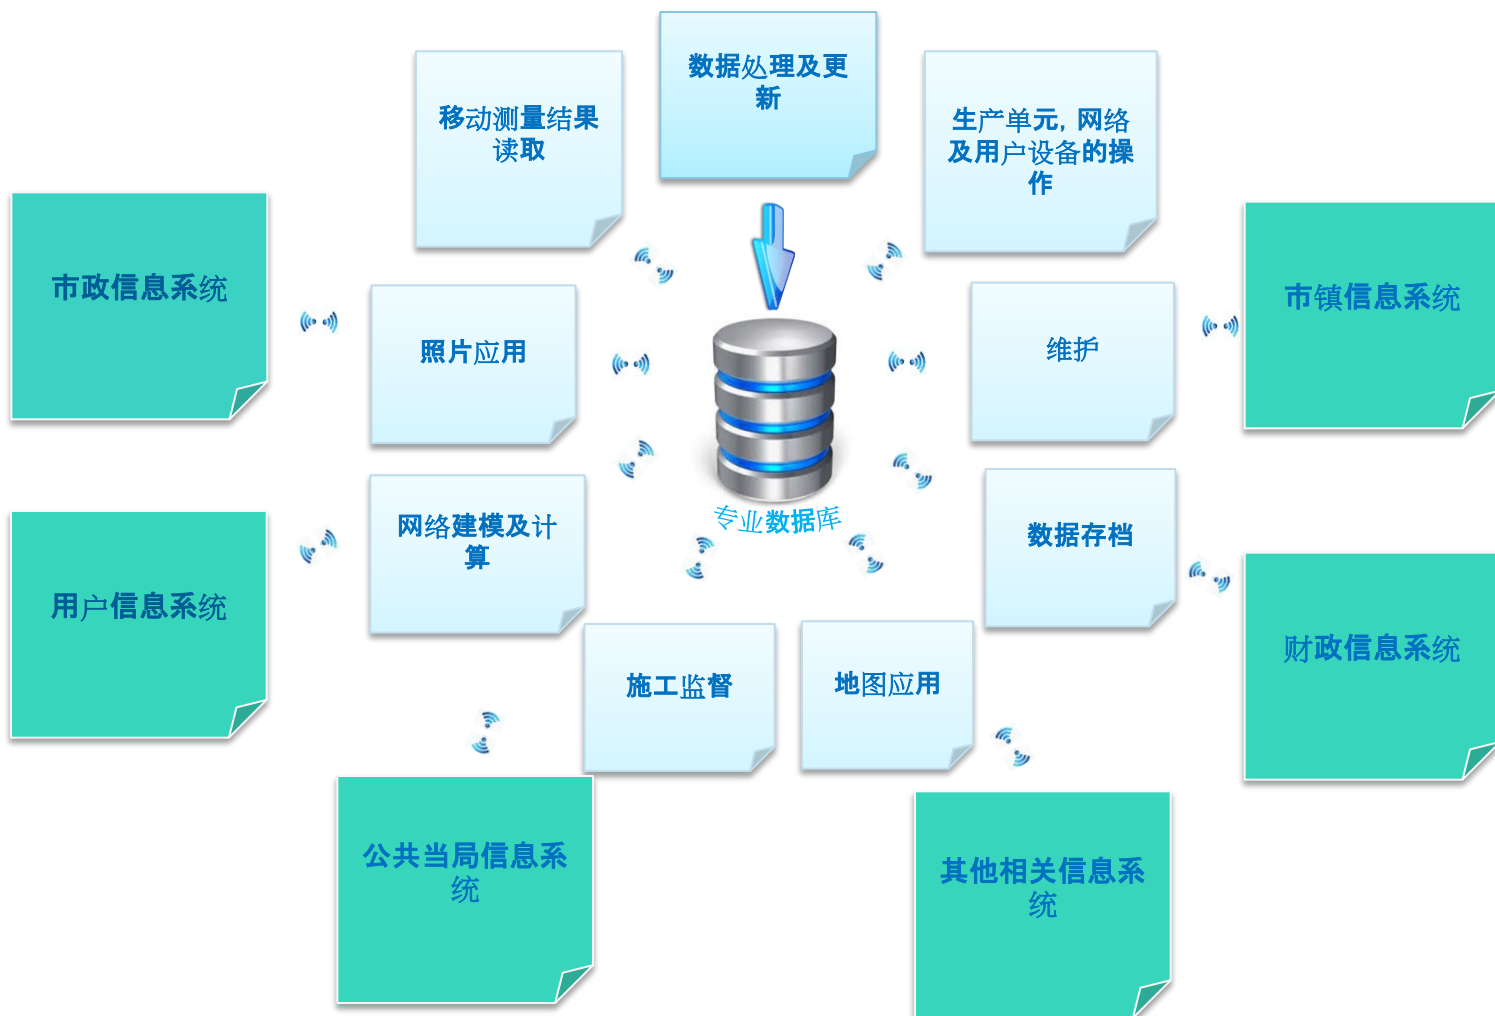 数据处理及更
新
移动测量结果
读取
生产单元, 网络
及用户设备的操
作
市政信息系统
市镇信息系统
照片应用
维护
专业数据库
网络建模及计
算
数据存档
用户信息系统
财政信息系统
施工监督
地图应用
公共当局信息系
统
其他相关信息系
统